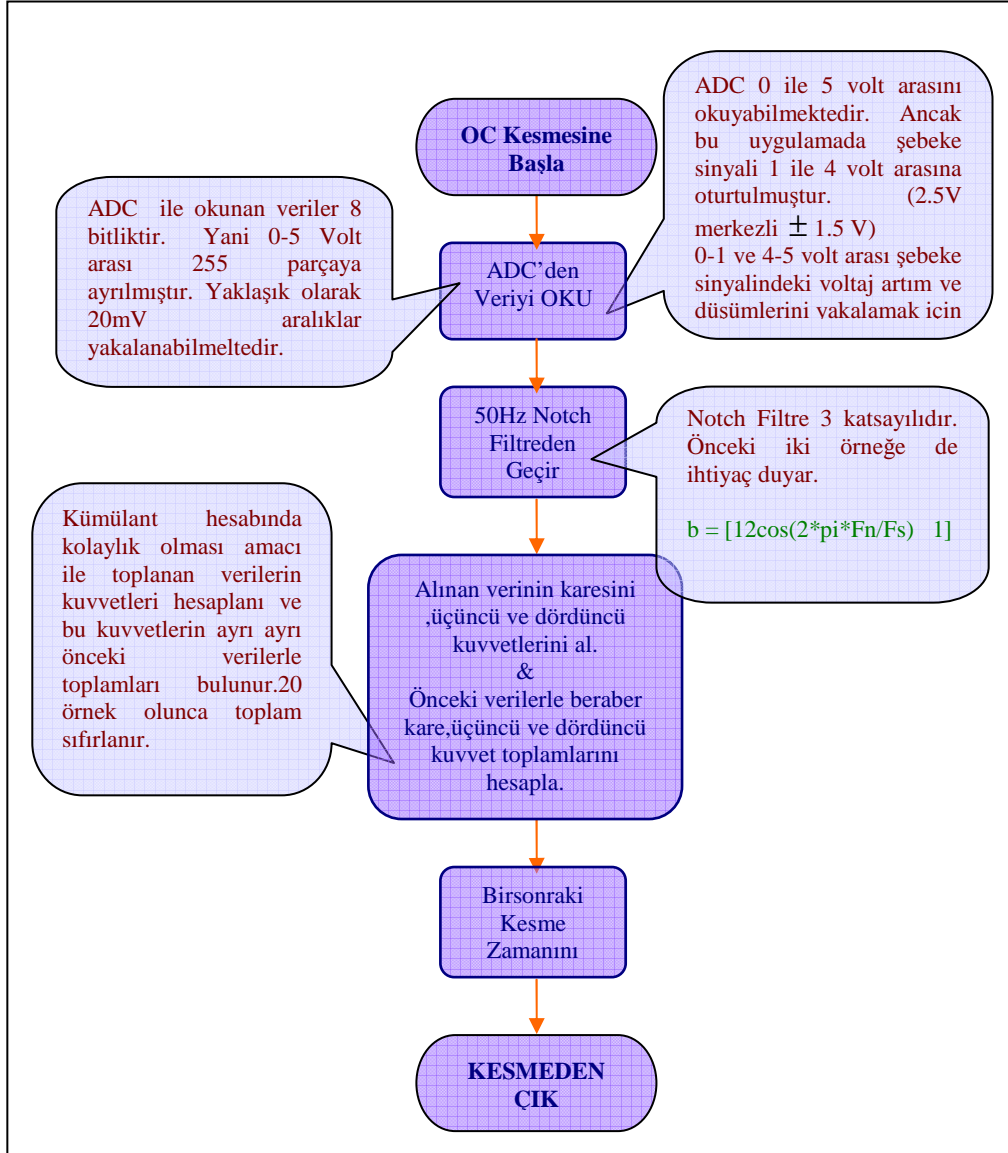 OC Kesmesine
Başla
ADC 0 ile 5 volt arasını
okuyabilmektedir. Ancak
bu uygulamada şebeke
sinyali 1 ile 4 volt arasına
oturtulmuştur. (2.5V
merkezli ± 1.5 V)
0-1 ve 4-5 volt arası şebeke
sinyalindeki voltaj artım ve
düşümlerini yakalamak için
ADC ile okunan veriler 8
bitliktir. Yani 0-5 Volt
arası 255 parçaya
ayrılmıştır. Yaklaşık olarak
20mV aralıklar
yakalanabilmeltedir.
ADC’den
Veriyi OKU
50Hz Notch
Filtreden
Geçir
Notch Filtre 3 katsayılıdır.
Önceki iki örneğe de
ihtiyaç duyar.
b = [12cos(2*pi*Fn/Fs) 1]
Kümülant hesabında
kolaylık olması amacı
ile toplanan verilerin
kuvvetleri hesaplanı ve
bu kuvvetlerin ayrı ayrı
önceki verilerle
toplamları bulunur.20
örnek olunca toplam
sıfırlanır.
Alınan verinin karesini
,üçüncü ve dördüncü
kuvvetlerini al.
&
Önceki verilerle beraber
kare,üçüncü ve dördüncü
kuvvet toplamlarını
hesapla.
Birsonraki
Kesme
Zamanını
KESMEDEN
ÇIK